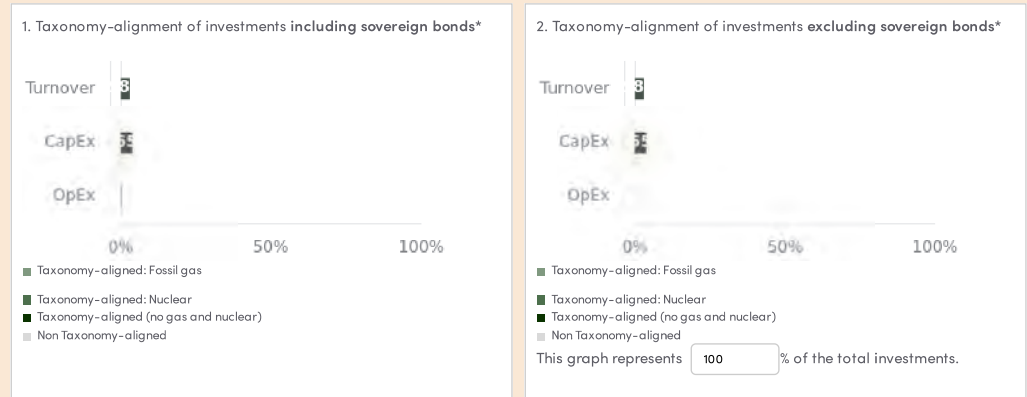 1. Taxonomy-alignment of investments including sovereign bonds*
Turnover
CapEx
OpEx
0% 50% 100%
Taxonomy-aligned: Fossil gas
Taxonomy-aligned: Nuclear
Taxonomy-aligned (no gas and nuclear)
Non Taxonomy-aligned
2. Taxonomy-alignment of investments excluding sovereign bonds*
Turnover
CapEx
OpEx
0% 50% 100%
Taxonomy-aligned: Fossil gas
Taxonomy-aligned: Nuclear
Taxonomy-aligned (no gas and nuclear)
Non Taxonomy-aligned
This graph represents 100 % of the total investments.